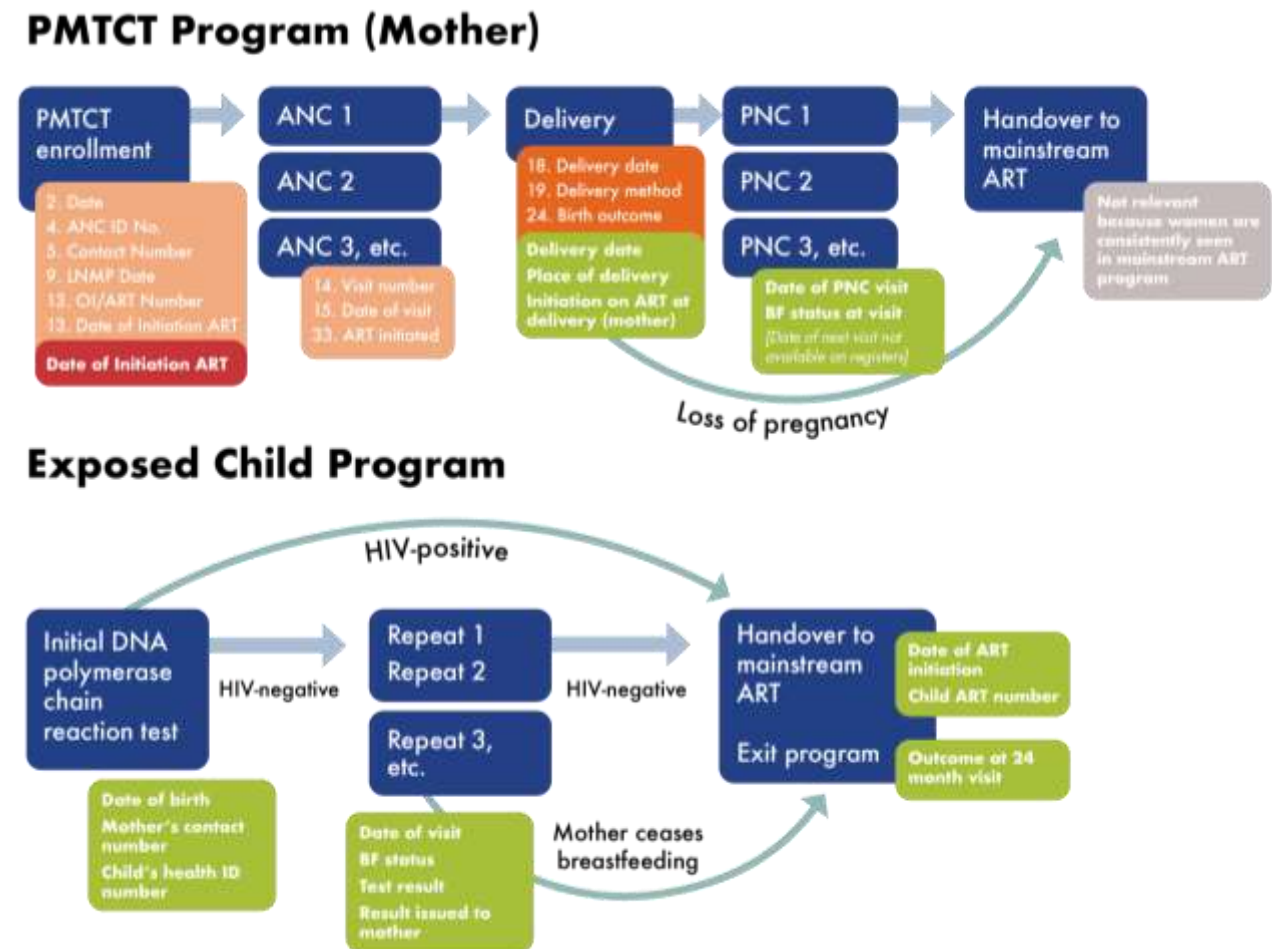 PMTCT Program (Mother)
PMTCT
enrollment
2. Date
4. ANC ID No.
5. Contact Number
9. LNMP Date
13. OI/ART Number
13. Date of Initiation ART
Date of Initiation ART
ANC 1
ANC 2
ANC 3, etc.
14. Visit number
15. Date of visit
33. ART initiated
Delivery
18. Delivery date
19. Delivery method
24. Birth outcome
Delivery date
Place of delivery
Initiation on ART at
delivery (mother)
PNC 1
PNC 2
PNC 3, etc.
Date of PNC visit
BF status at visit
[Date of next visit not
available on registers]
Handover to
mainstream
ART
Not relevant
because women are
consistently seen
in mainstream ART
program
Loss of pregnancy
Exposed Child Program
HIV-positive
Initial DNA
polymerase
chain
reaction test
HIV-negative
Date of birth
Mother's contact
number
Child's health ID
number
Repeat 1
Repeat 2
Repeat 3,
etc.
HIV-negative
Date of visit
BF status
Test result
Result issued to
mother
Mother ceases
breastfeeding
Handover to
mainstream
ART
Exit program
Date of ART
initiation
Child ART number
Outcome at 24
month visit